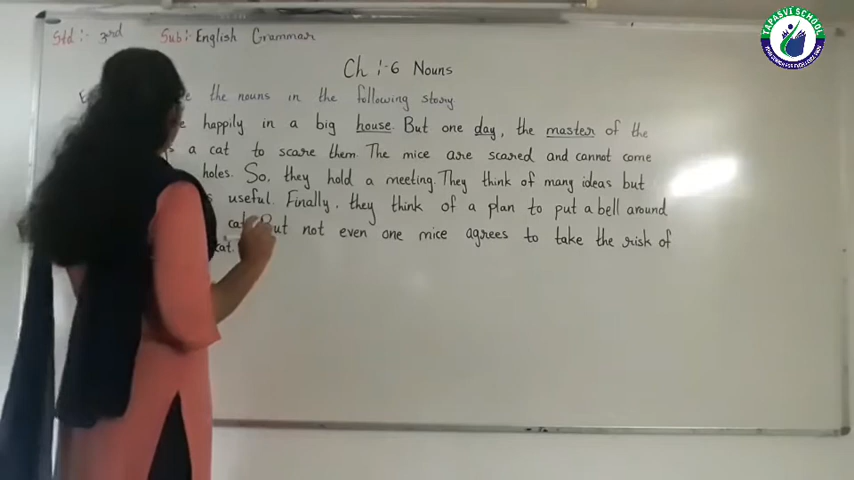 Std :- 3rd Sub :- English Grammar
Ch :- 6 Nouns
the nouns in the following story
happily in a big house. But one day, the master of the
a cat to scare them. The mice are scared and cannot come
holes. So, they hold a meeting. They think of many ideas but
useful. Finally, they think of a plan to put a bell around
cat. But not even one mice agrees to take the risk of
cat.
TAPASVI SCHOOL